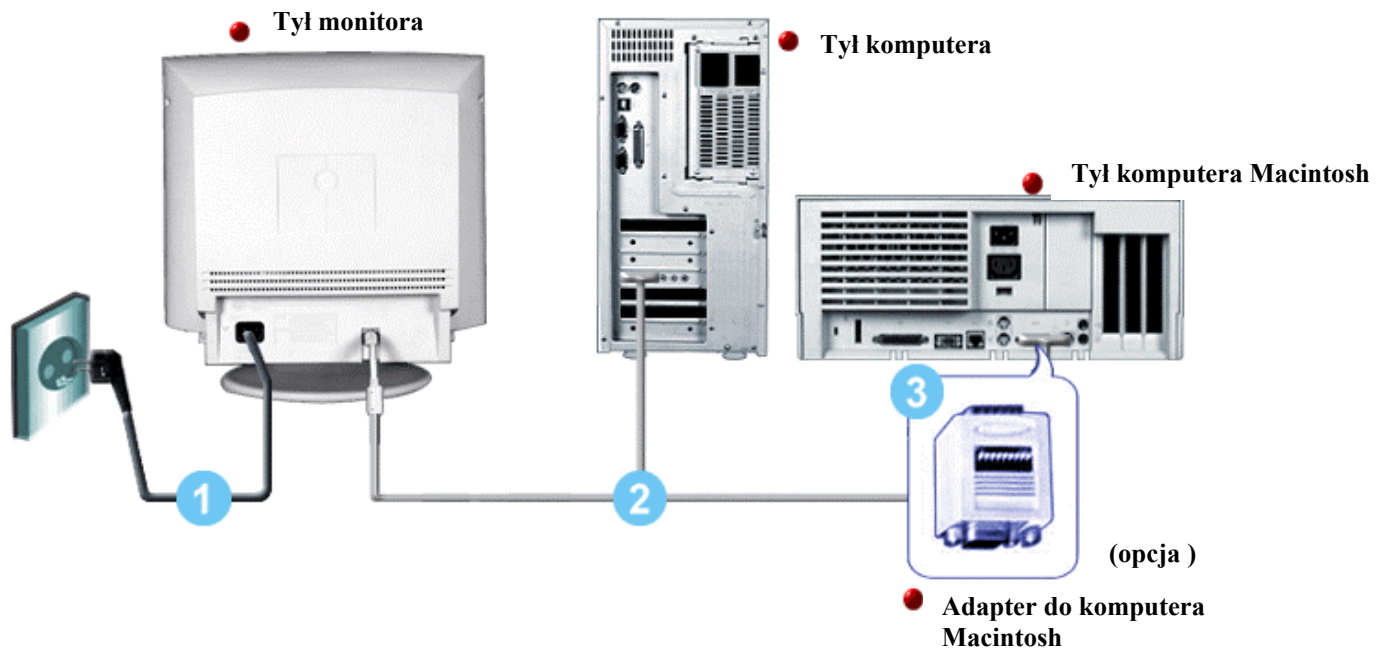 Tył monitora
Tył komputera
Tył komputera Macintosh
1
2
3
(opcja )
Adapter do komputera
Macintosh